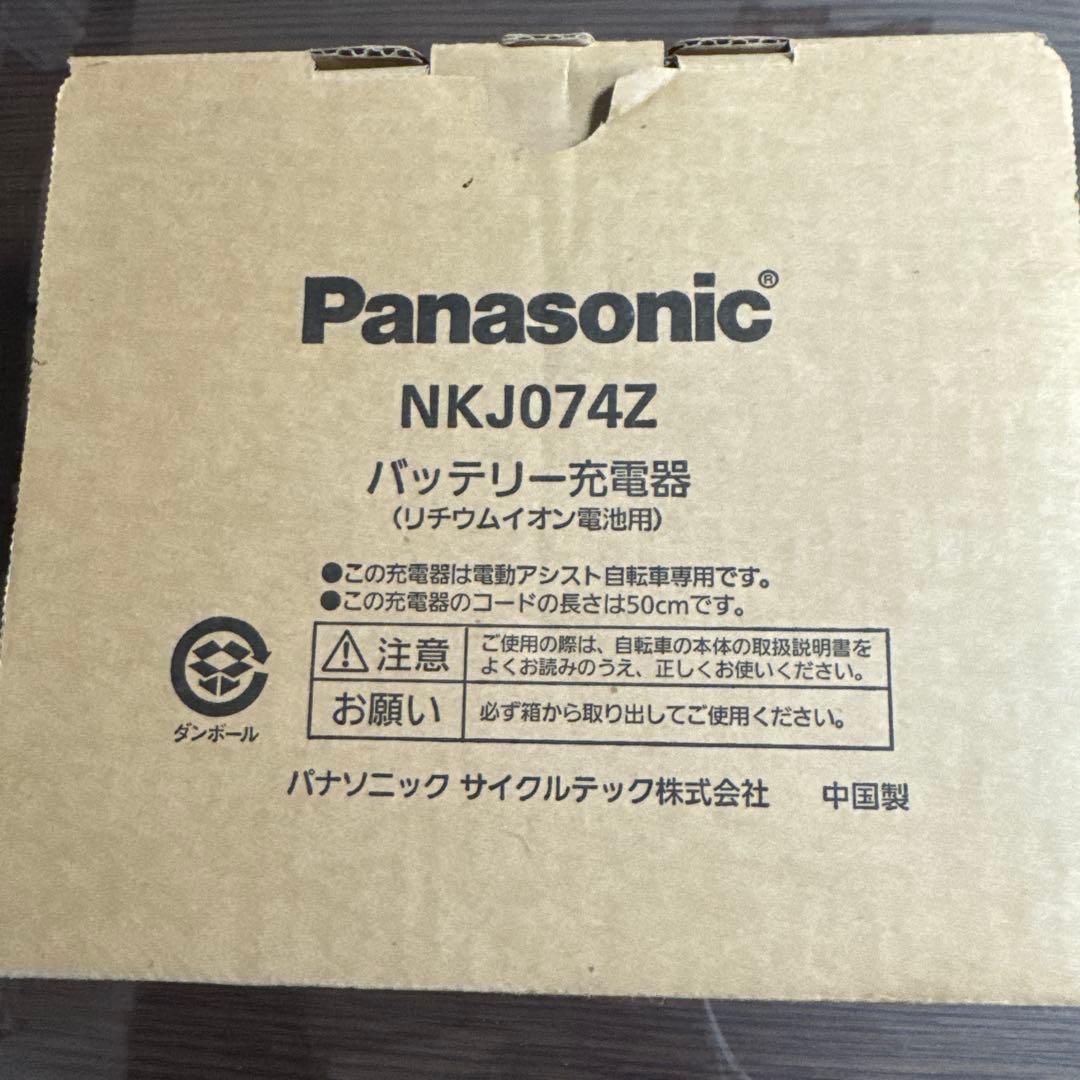 Panasonic®
NKJ074Z
バッテリー充電器
（リチウムイオン電池用）
●この充電器は電動アシスト自転車専用です。
●この充電器のコードの長さは50cmです。
⚠注意
ご使用の際は、自転車の本体の取扱説明書を
よくお読みのうえ、正しくお使いください。
お願い
必ず箱から取り出してご使用ください。
ダンボール
パナソニック サイクルテック株式会社 中国製